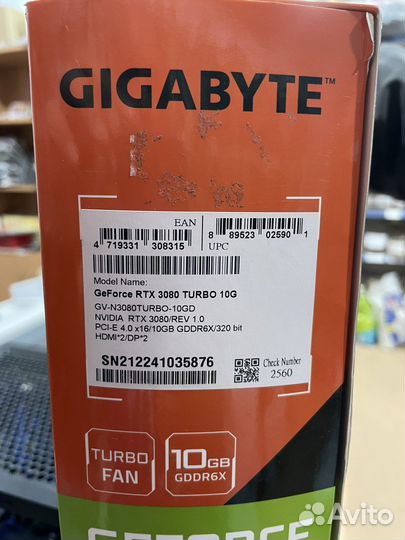 GIGABYTE™
EAN
4 719331 308315
8 89523 02590 1
UPC
Model Name:
GeForce RTX 3080 TURBO 10G
GV-N3080TURBO-10GD
NVIDIA RTX 3080/REV 1.0
PCI-E 4.0 x16/10GB GDDR6X/320 bit
HDMI*2/DP*2
SN212241035876
Check Number
2560
TURBO
FAN
10GB
GDDR6X
GEFORCE
Avito